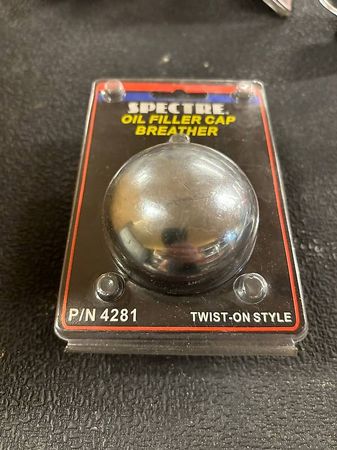 SPECTRE®
OIL FILLER CAP
BREATHER
P/N 4281
TWIST-ON STYLE